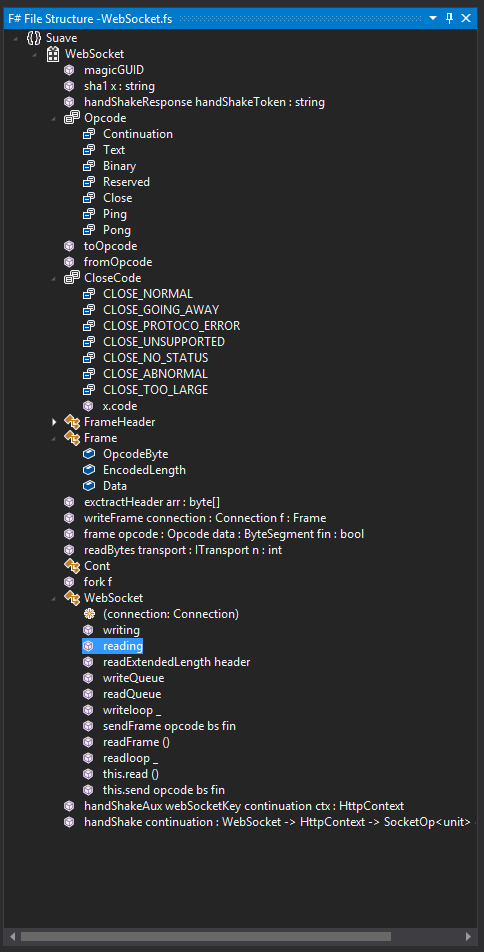 F# File Structure -WebSocket.fs
Suave
WebSocket
magicGUID
sha1 x : string
handShakeResponse handShakeToken : string
Opcode
Continuation
Text
Binary
Reserved
Close
Ping
Pong
toOpcode
fromOpcode
CloseCode
CLOSE_NORMAL
CLOSE_GOING_AWAY
CLOSE_PROTOCO_ERROR
CLOSE_UNSUPPORTED
CLOSE_NO_STATUS
CLOSE_ABNORMAL
CLOSE_TOO_LARGE
x.code
FrameHeader
Frame
OpcodeByte
EncodedLength
Data
exctractHeader arr : byte[]
writeFrame connection : Connection f : Frame
frame opcode : Opcode data : ByteSegment fin : bool
readBytes transport : ITransport n : int
Cont
fork f
WebSocket
(connection: Connection)
writing
reading
readExtendedLength header
writeQueue
readQueue
writeloop _
sendFrame opcode bs fin
readFrame ()
readloop _
this.read ()
this.send opcode bs fin
handShakeAux webSocketKey continuation ctx : HttpContext
handShake continuation : WebSocket -> HttpContext -> SocketOp<unit>